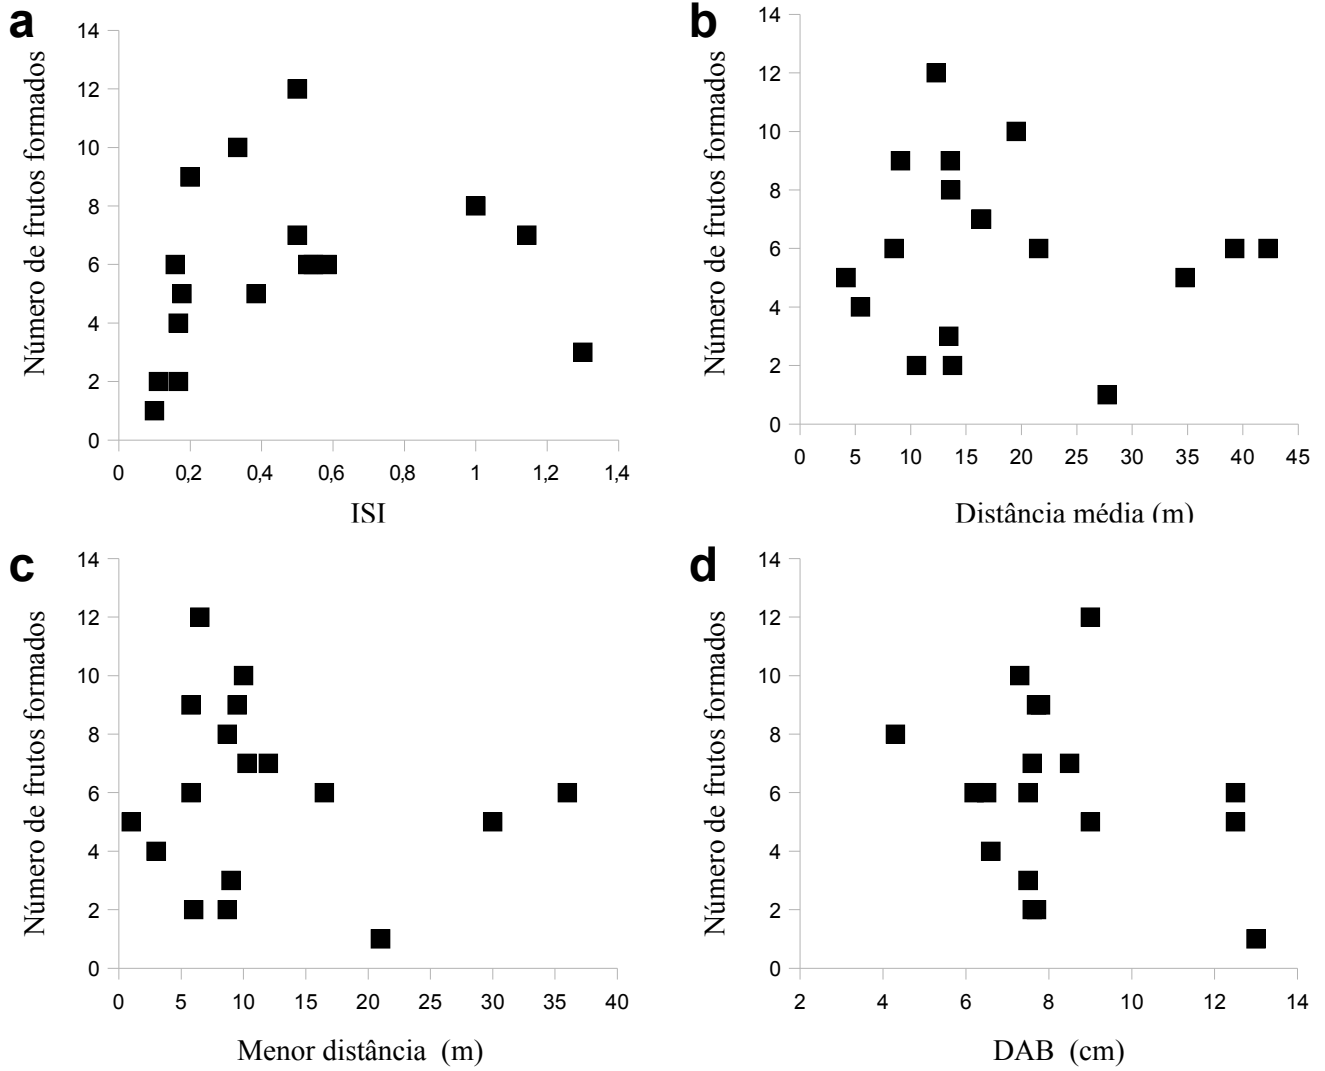 a
Número de frutos formados
14
12
10
8
6
4
2
0
0 0,2 0,4 0,6 0,8 1 1,2 1,4
ISI
b
Número de frutos formados
14
12
10
8
6
4
2
0
0 5 10 15 20 25 30 35 40 45
Distância média (m)
c
Número de frutos formados
14
12
10
8
6
4
2
0
0 5 10 15 20 25 30 35 40
Menor distância (m)
d
Número de frutos formados
14
12
10
8
6
4
2
0
2 4 6 8 10 12 14
DAB (cm)